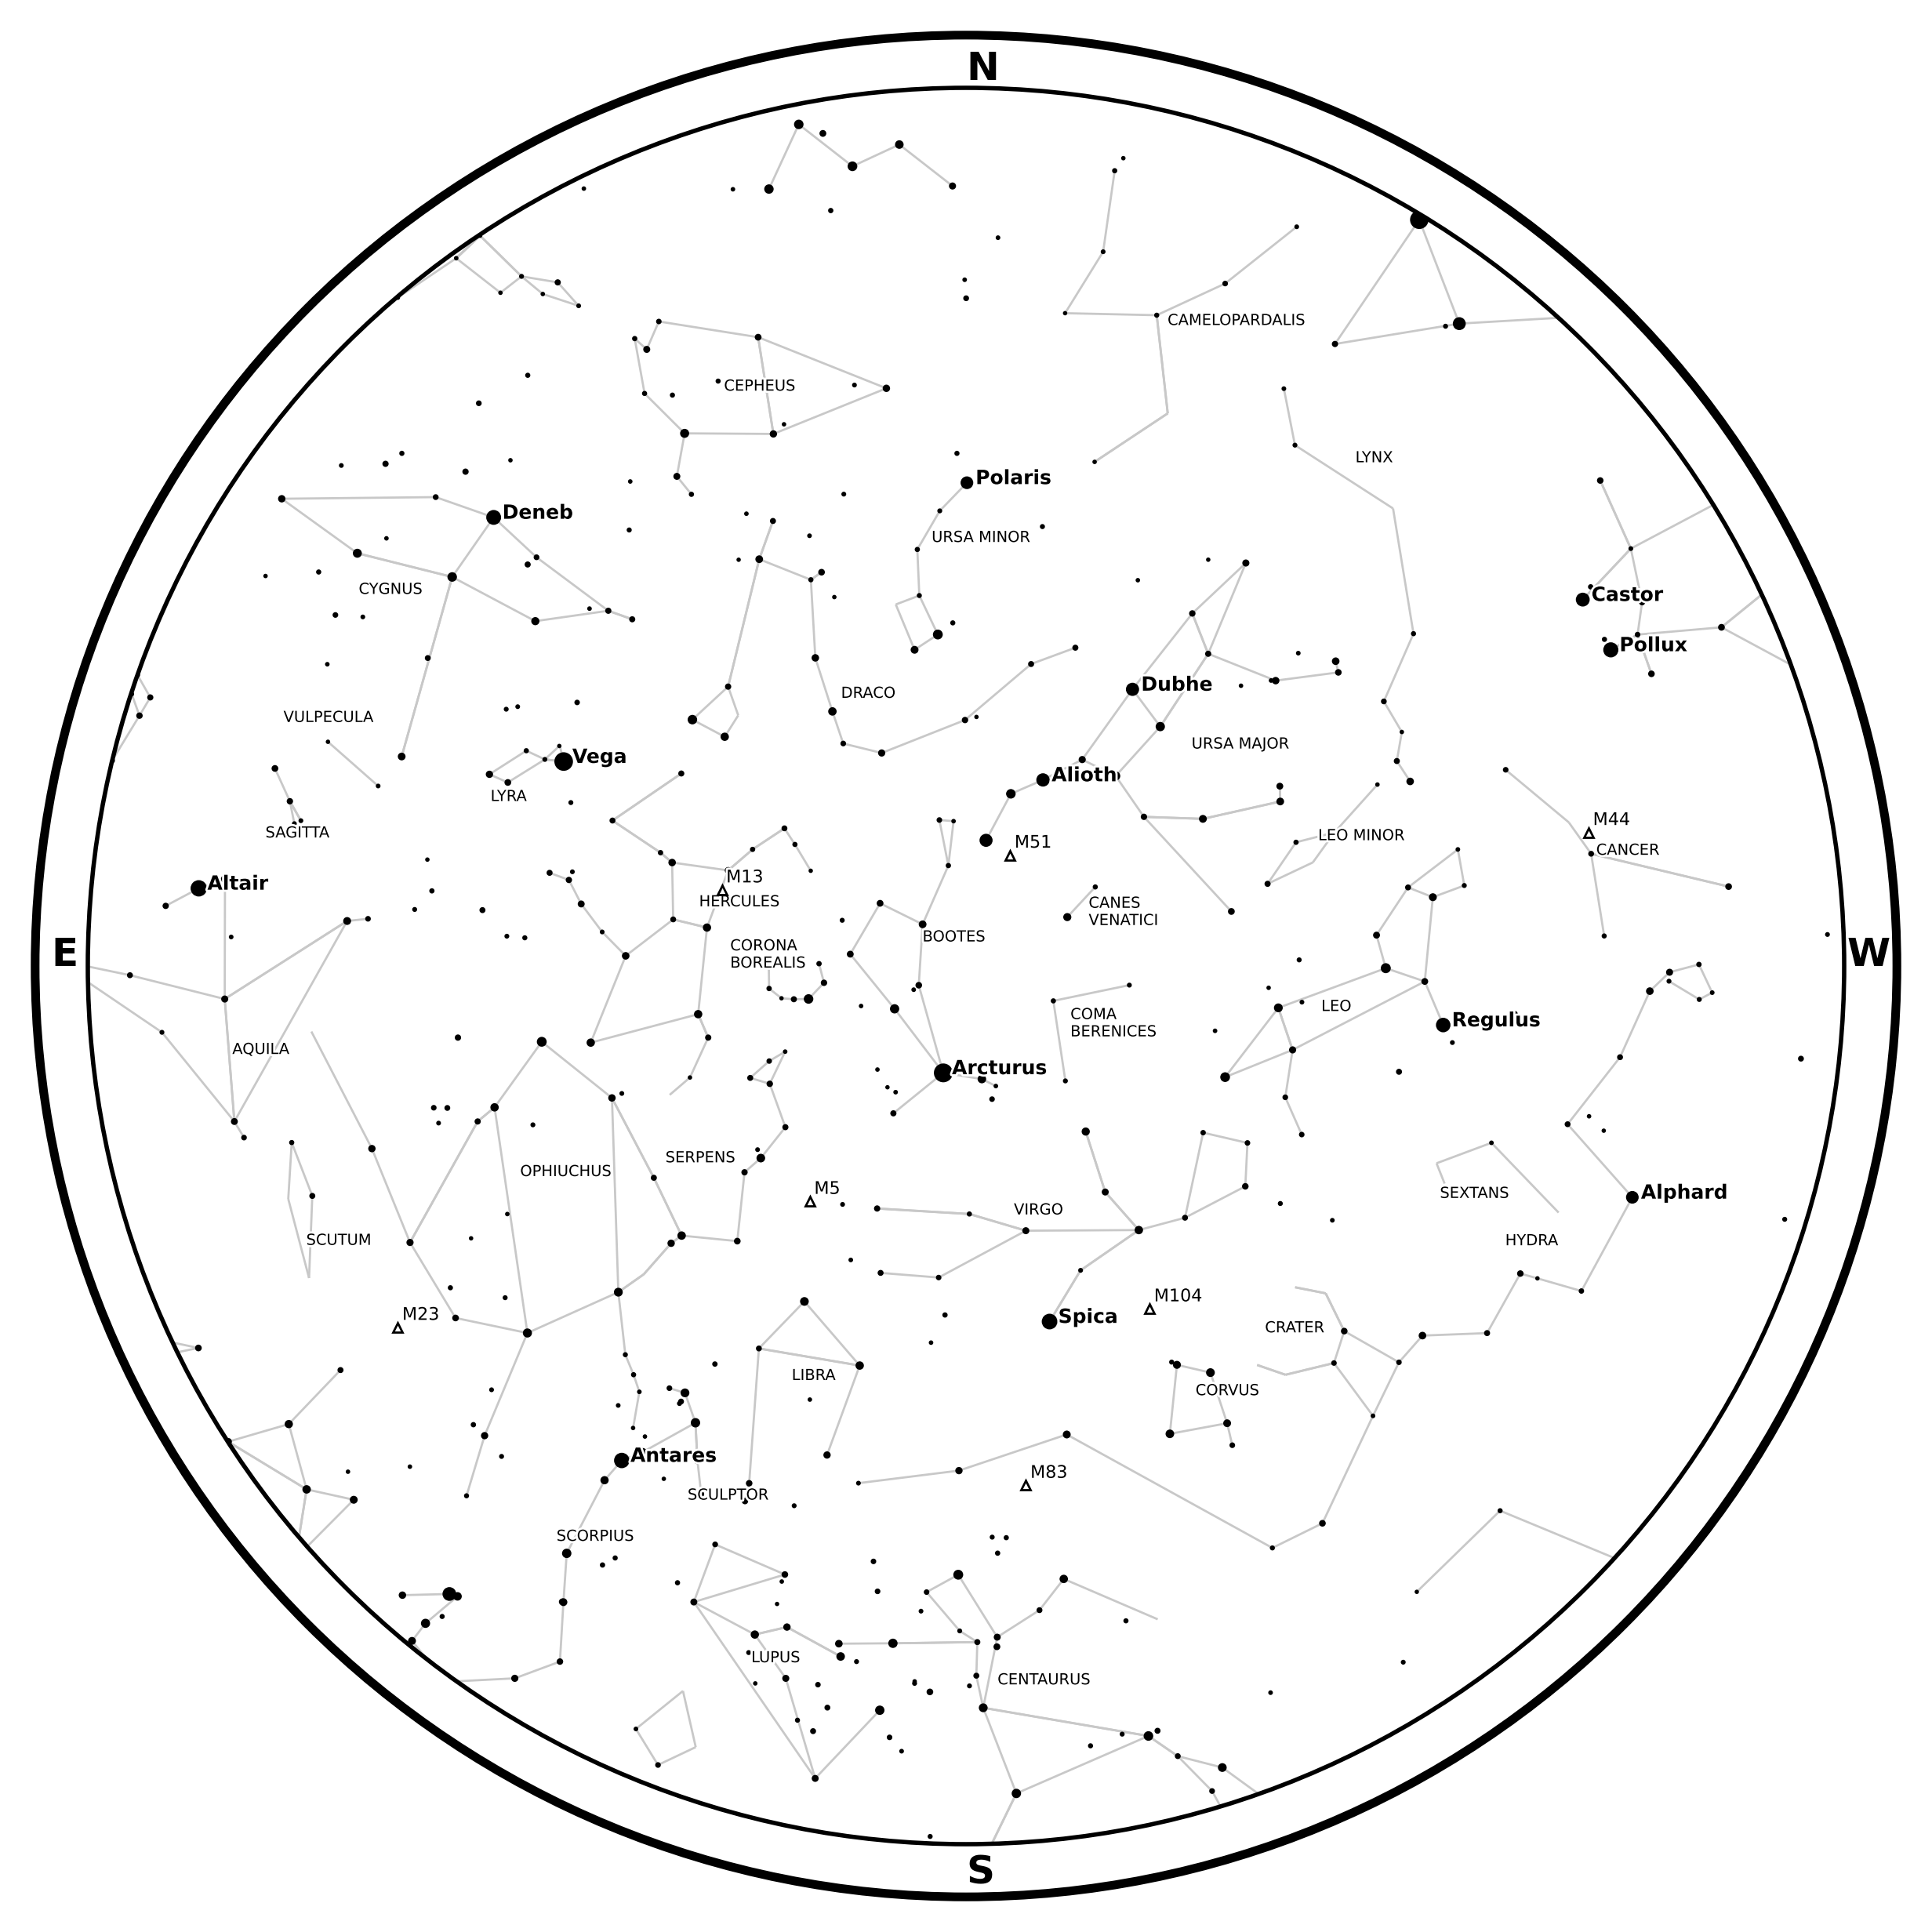 N
CAMELOPARDALIS
CEPHEUS
LYNX
Polaris
Deneb
URSA MINOR
CYGNUS
Castor
Pollux
Dubhe
DRACO
VULPECULA
URSA MAJOR
Vega
Alioth
LYRA
M44
SAGITTA
LEO MINOR
M51
CANCER
M13
Altair
HERCULES
CANES
VENATICI
BOOTES
CORONA
BOREALIS
E
W
LEO
COMA
BERENICES
Regulus
AQUILA
Arcturus
SERPENS
OPHIUCHUS
M5
SEXTANS
Alphard
VIRGO
SCUTUM
HYDRA
M23
M104
Spica
CRATER
LIBRA
CORVUS
Antares
M83
SCULPTOR
SCORPIUS
LUPUS
CENTAURUS
S